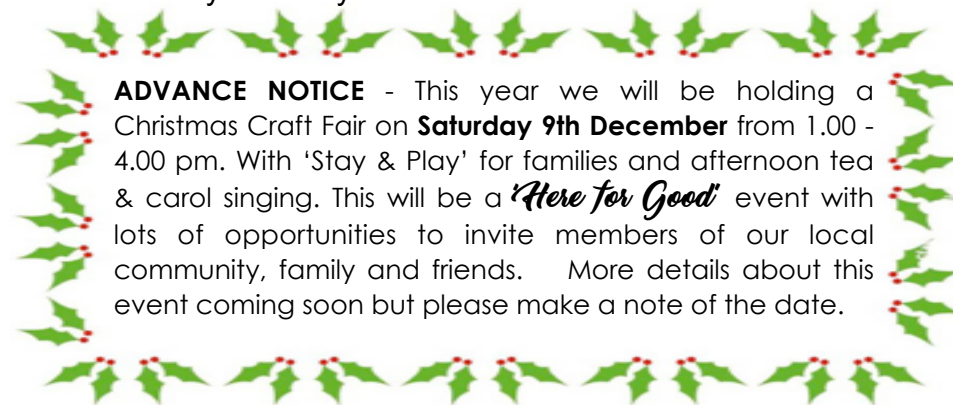 ADVANCE NOTICE - This year we will be holding a
Christmas Craft Fair on Saturday 9th December from 1.00 -
4.00 pm. With ‘Stay & Play’ for families and afternoon tea
& carol singing. This will be a 'Here for Good' event with
lots of opportunities to invite members of our local
community, family and friends. More details about this
event coming soon but please make a note of the date.